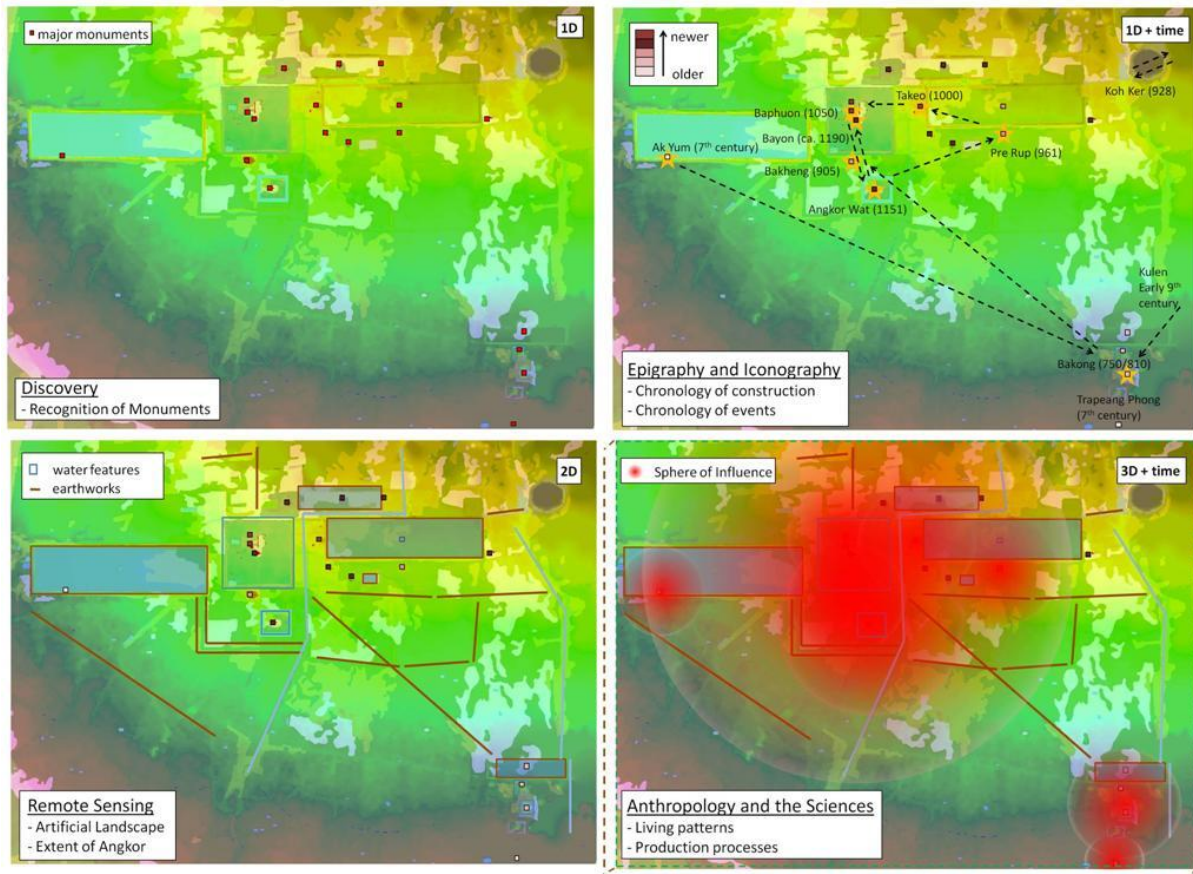 major monuments
1D
Discovery
- Recognition of Monuments
newer
older
1D + time
Koh Ker (928)
Takeo (1000)
Baphuon (1050)
Bayon (ca. 1190)
Ak Yum (7th century)
Pre Rup (961)
Bakheng (905)
Angkor Wat (1151)
Kulen
Early 9th
century
Bakong (750/810)
Trapeang Phong
(7th century)
Epigraphy and Iconography
- Chronology of construction
- Chronology of events
water features
earthworks
2D
Remote Sensing
- Artificial Landscape
- Extent of Angkor
Sphere of Influence
3D + time
Anthropology and the Sciences
- Living patterns
- Production processes